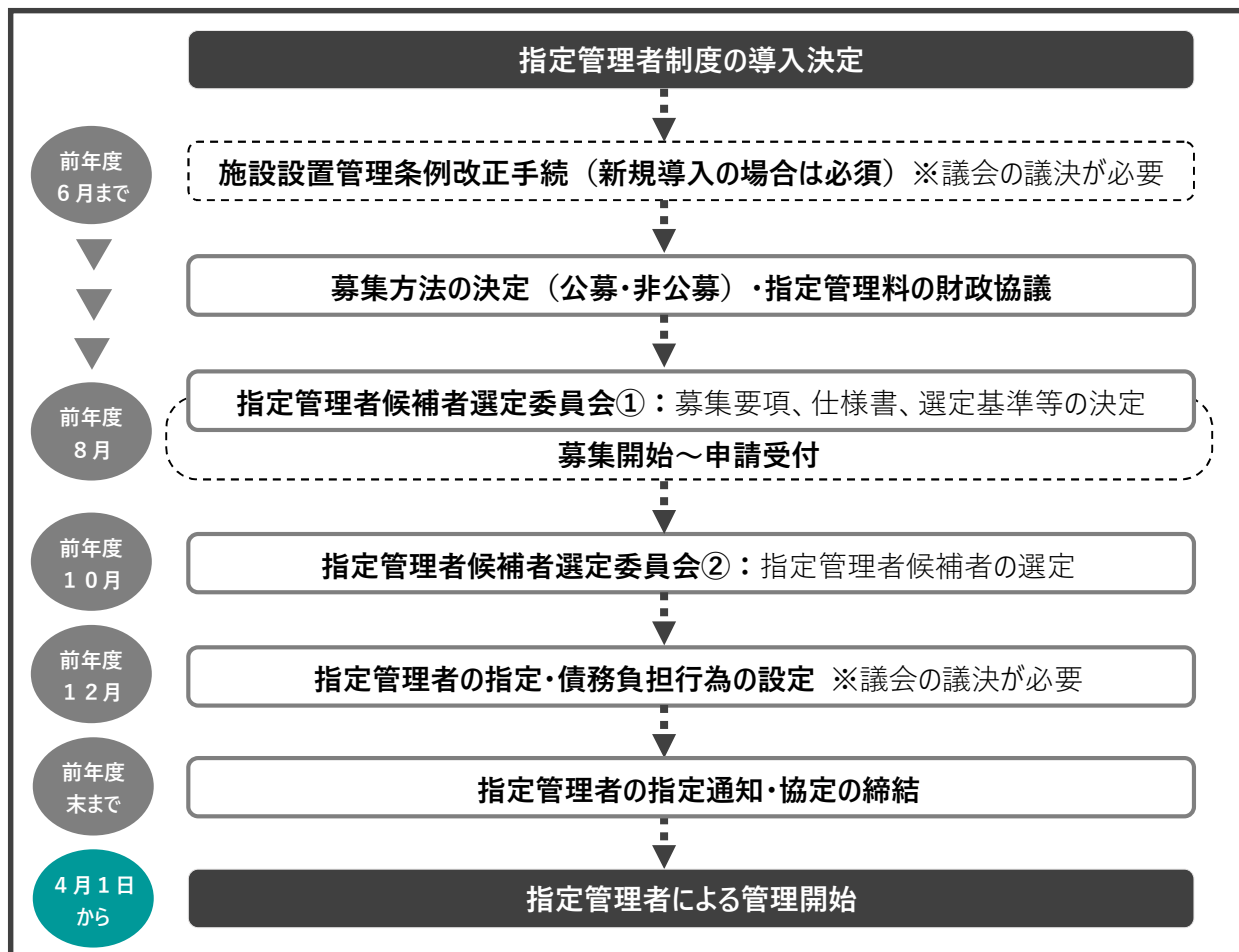 指定管理者制度の導入決定
前年度
6月まで
施設設置管理条例改正手続（新規導入の場合は必須）※議会の議決が必要
募集方法の決定（公募・非公募）・指定管理料の財政協議
前年度
8月
指定管理者候補者選定委員会①：募集要項、仕様書、選定基準等の決定
募集開始～申請受付
前年度
10月
指定管理者候補者選定委員会②：指定管理者候補者の選定
前年度
12月
指定管理者の指定・債務負担行為の設定 ※議会の議決が必要
前年度
末まで
指定管理者の指定通知・協定の締結
4月1日
から
指定管理者による管理開始